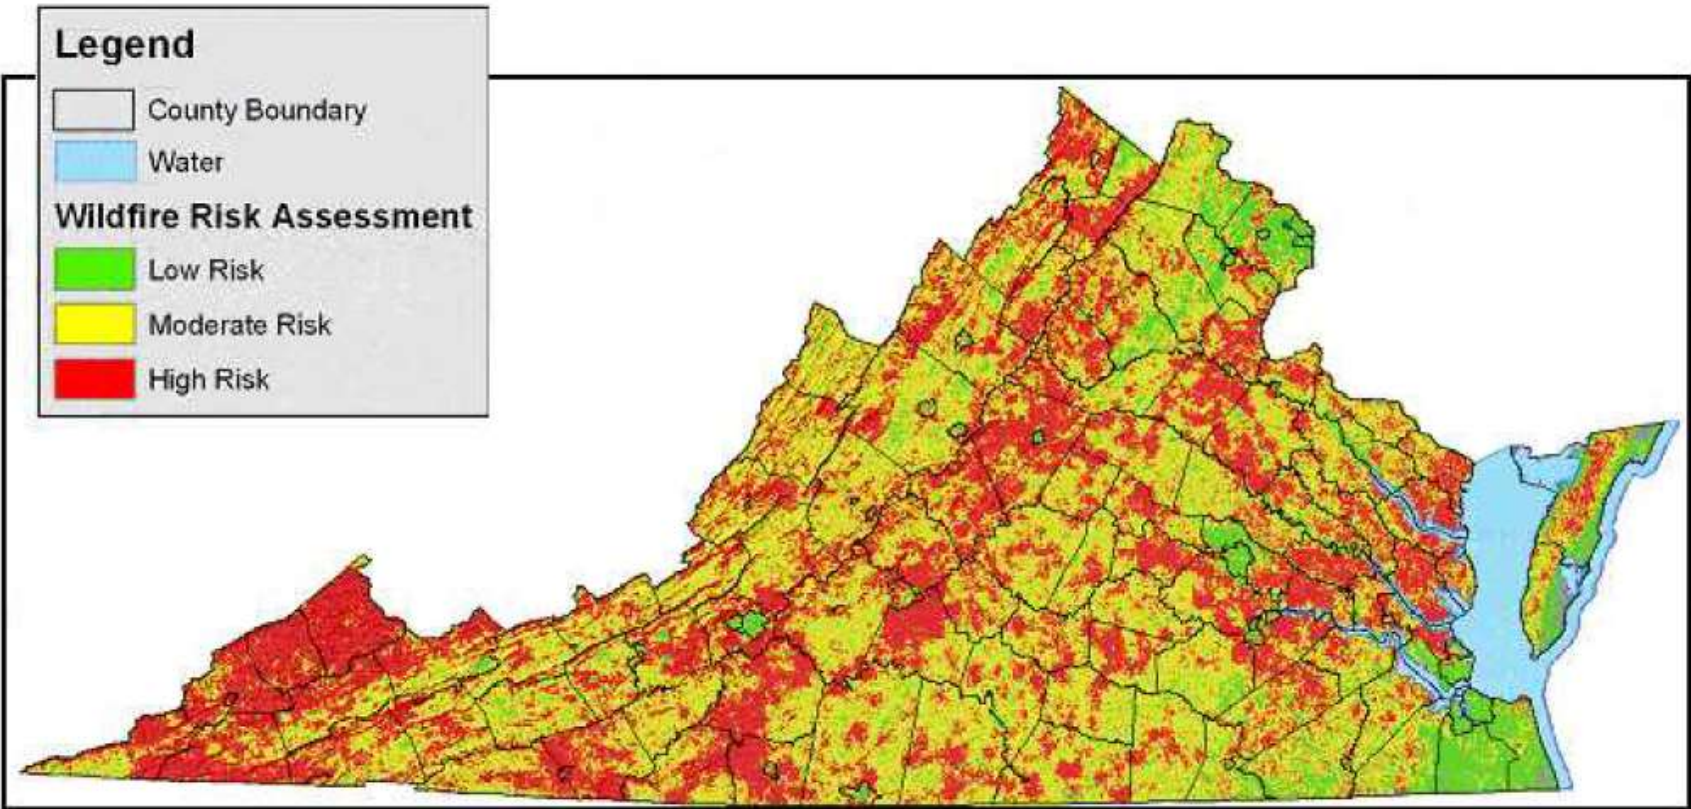 Legend
County Boundary
Water
Wildfire Risk Assessment
Low Risk
Moderate Risk
High Risk